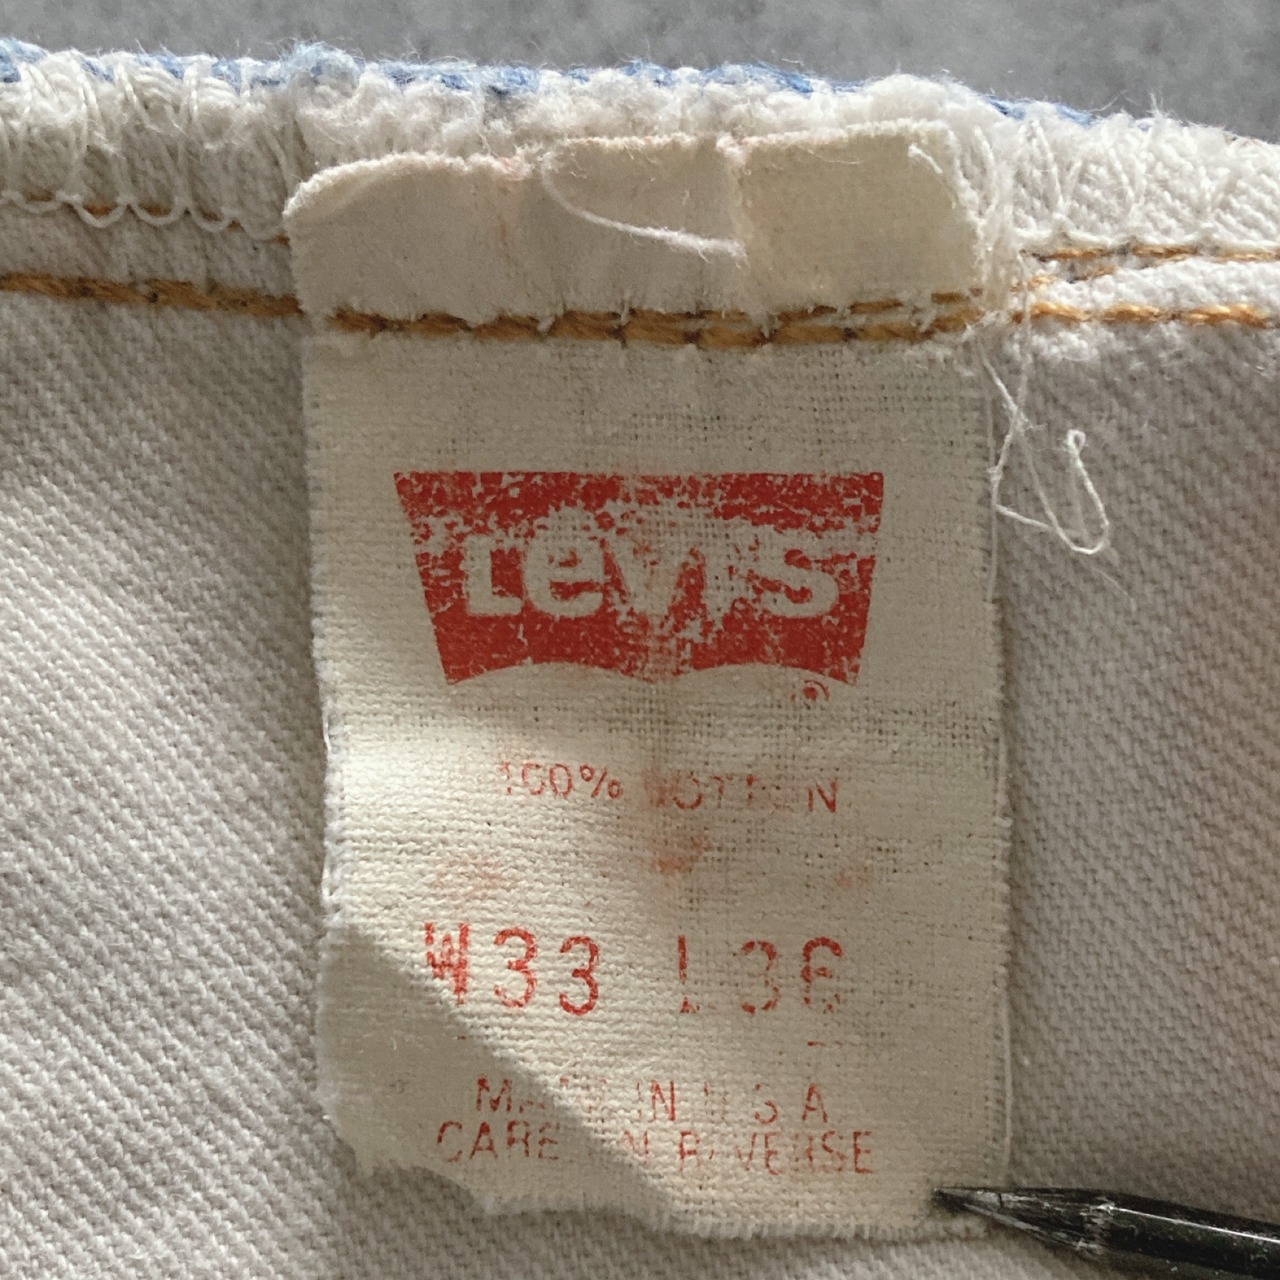 Levi's
®
100% COTTON
W33 L36
MADE IN U S A
CARE ON REVERSE